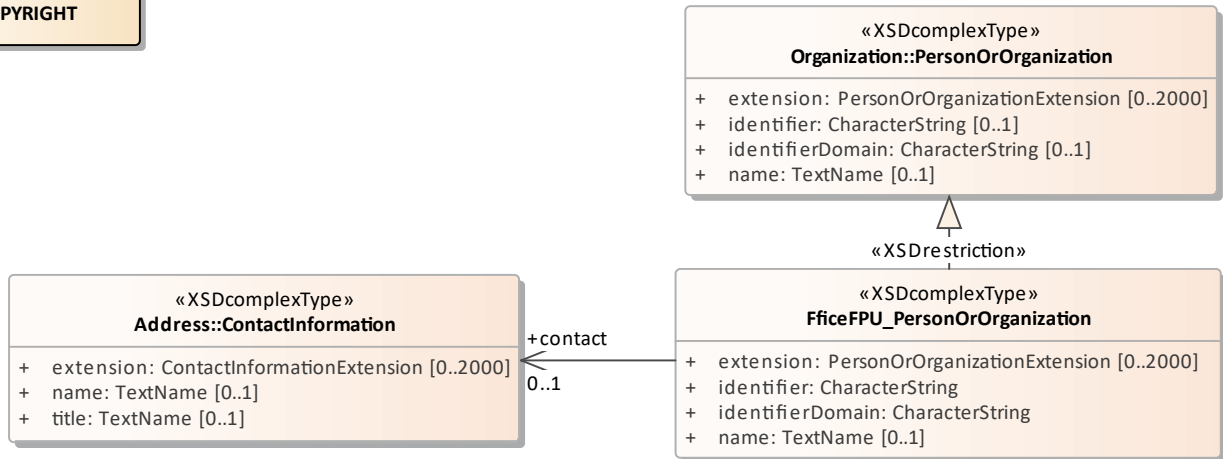 PYRIGHT
«XSDcomplexType»
Organization::PersonOrOrganization
+ extension: PersonOrOrganizationExtension [0..2000]
+ identifier: CharacterString [0..1]
+ identifierDomain: CharacterString [0..1]
+ name: TextName [0..1]
«XSDrestriction»
«XSDcomplexType»
Address::ContactInformation
+ extension: ContactInformationExtension [0..2000]
+ name: TextName [0..1]
+ title: TextName [0..1]
+contact
0..1
«XSDcomplexType»
FficeFPU_PersonOrOrganization
+ extension: PersonOrOrganizationExtension [0..2000]
+ identifier: CharacterString
+ identifierDomain: CharacterString
+ name: TextName [0..1]